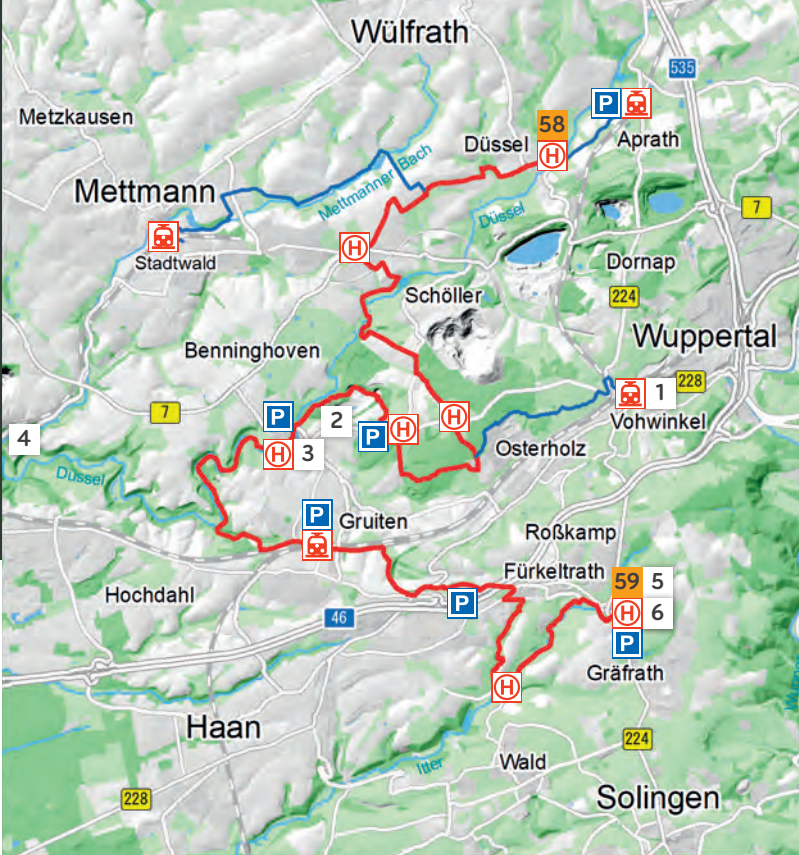 Wülfrath
535
P
Metzkausen
58
Düssel
H
Aprath
Mettmanner Bach
Mettmann
7
Düssel
H
Stadtwald
Dornap
Schöller
224
Wuppertal
Benninghoven
228
1
7
P
2
H
Vohwinkel
4
P
H
3
Osterholz
Düssel
P
Gruiten
Roßkamp
Fürkeltrath
59
5
Hochdahl
P
H
6
46
P
Gräfrath
H
Haan
224
Itter
Wald
228
Solingen